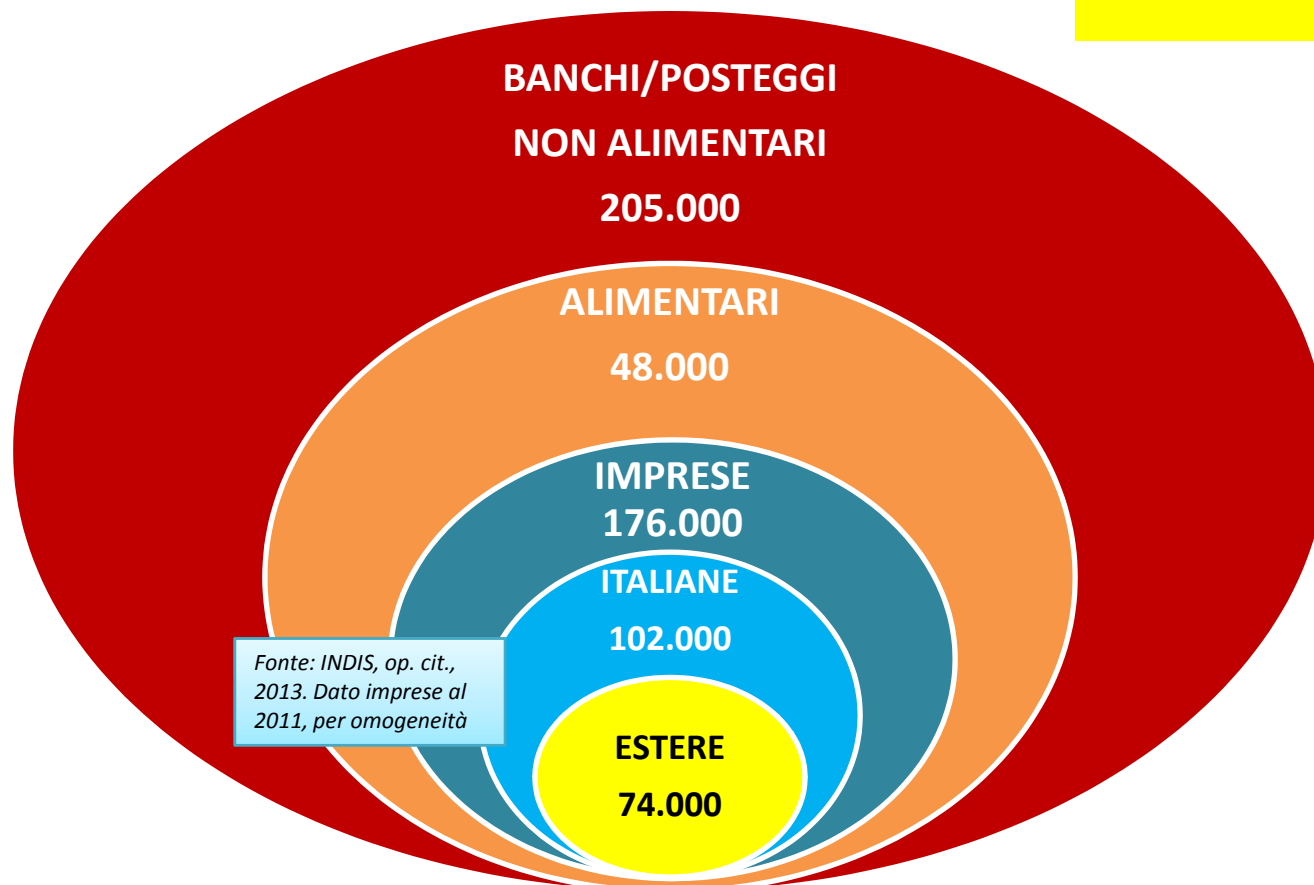 BANCHI/POSTEGGI
NON ALIMENTARI
205.000
ALIMENTARI
48.000
IMPRESE
176.000
ITALIANE
102.000
Fonte: INDIS, op. cit.,
2013. Dato imprese al
2011, per omogeneità
ESTERE
74.000